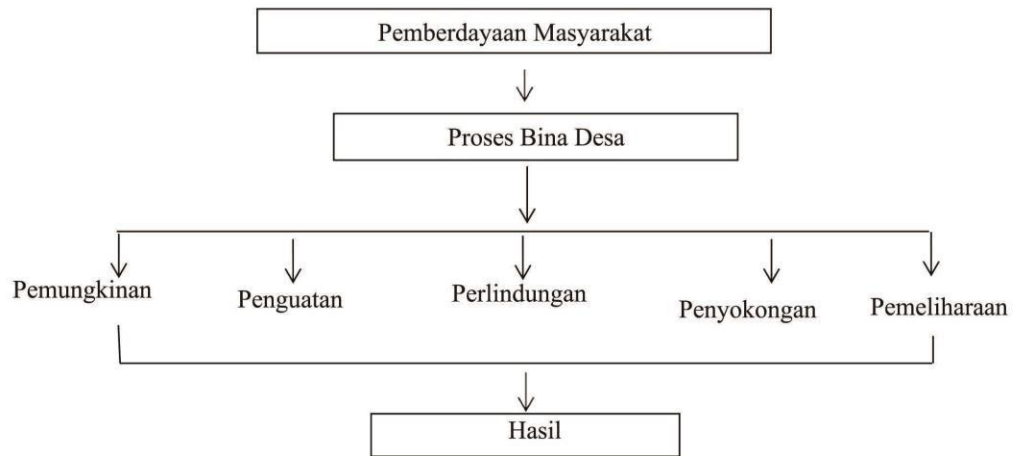 Pemberdayaan Masyarakat
Proses Bina Desa
Pemungkinan
Penguatan
Perlindungan
Penyokongan
Pemeliharaan
Hasil